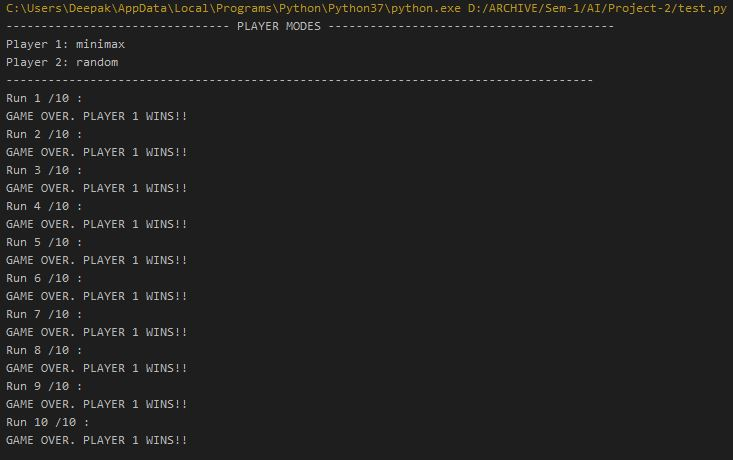 C:\Users\Deepak\AppData\Local\Programs\Python\Python37\python.exe D:/ARCHIVE/Sem-1/AI/Project-2/test.py
-------------------------------- PLAYER MODES -----------------------------------------
Player 1: minimax
Player 2: random
------------------------------------------------------------------------------------
Run 1 /10 :
GAME OVER. PLAYER 1 WINS!!
Run 2 /10 :
GAME OVER. PLAYER 1 WINS!!
Run 3 /10 :
GAME OVER. PLAYER 1 WINS!!
Run 4 /10 :
GAME OVER. PLAYER 1 WINS!!
Run 5 /10 :
GAME OVER. PLAYER 1 WINS!!
Run 6 /10 :
GAME OVER. PLAYER 1 WINS!!
Run 7 /10 :
GAME OVER. PLAYER 1 WINS!!
Run 8 /10 :
GAME OVER. PLAYER 1 WINS!!
Run 9 /10 :
GAME OVER. PLAYER 1 WINS!!
Run 10 /10 :
GAME OVER. PLAYER 1 WINS!!